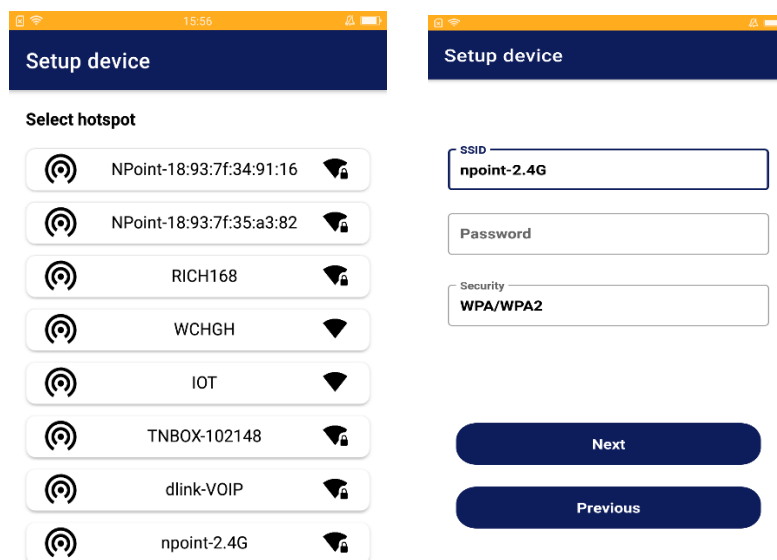 15:56
Setup device
Select hotspot
NPoint-18:93:7f:34:91:16
NPoint-18:93:7f:35:a3:82
RICH168
WCHGH
IOT
TNBOX-102148
dlink-VOIP
npoint-2.4G
Setup device
SSID
npoint-2.4G
Password
Security
WPA/WPA2
Next
Previous